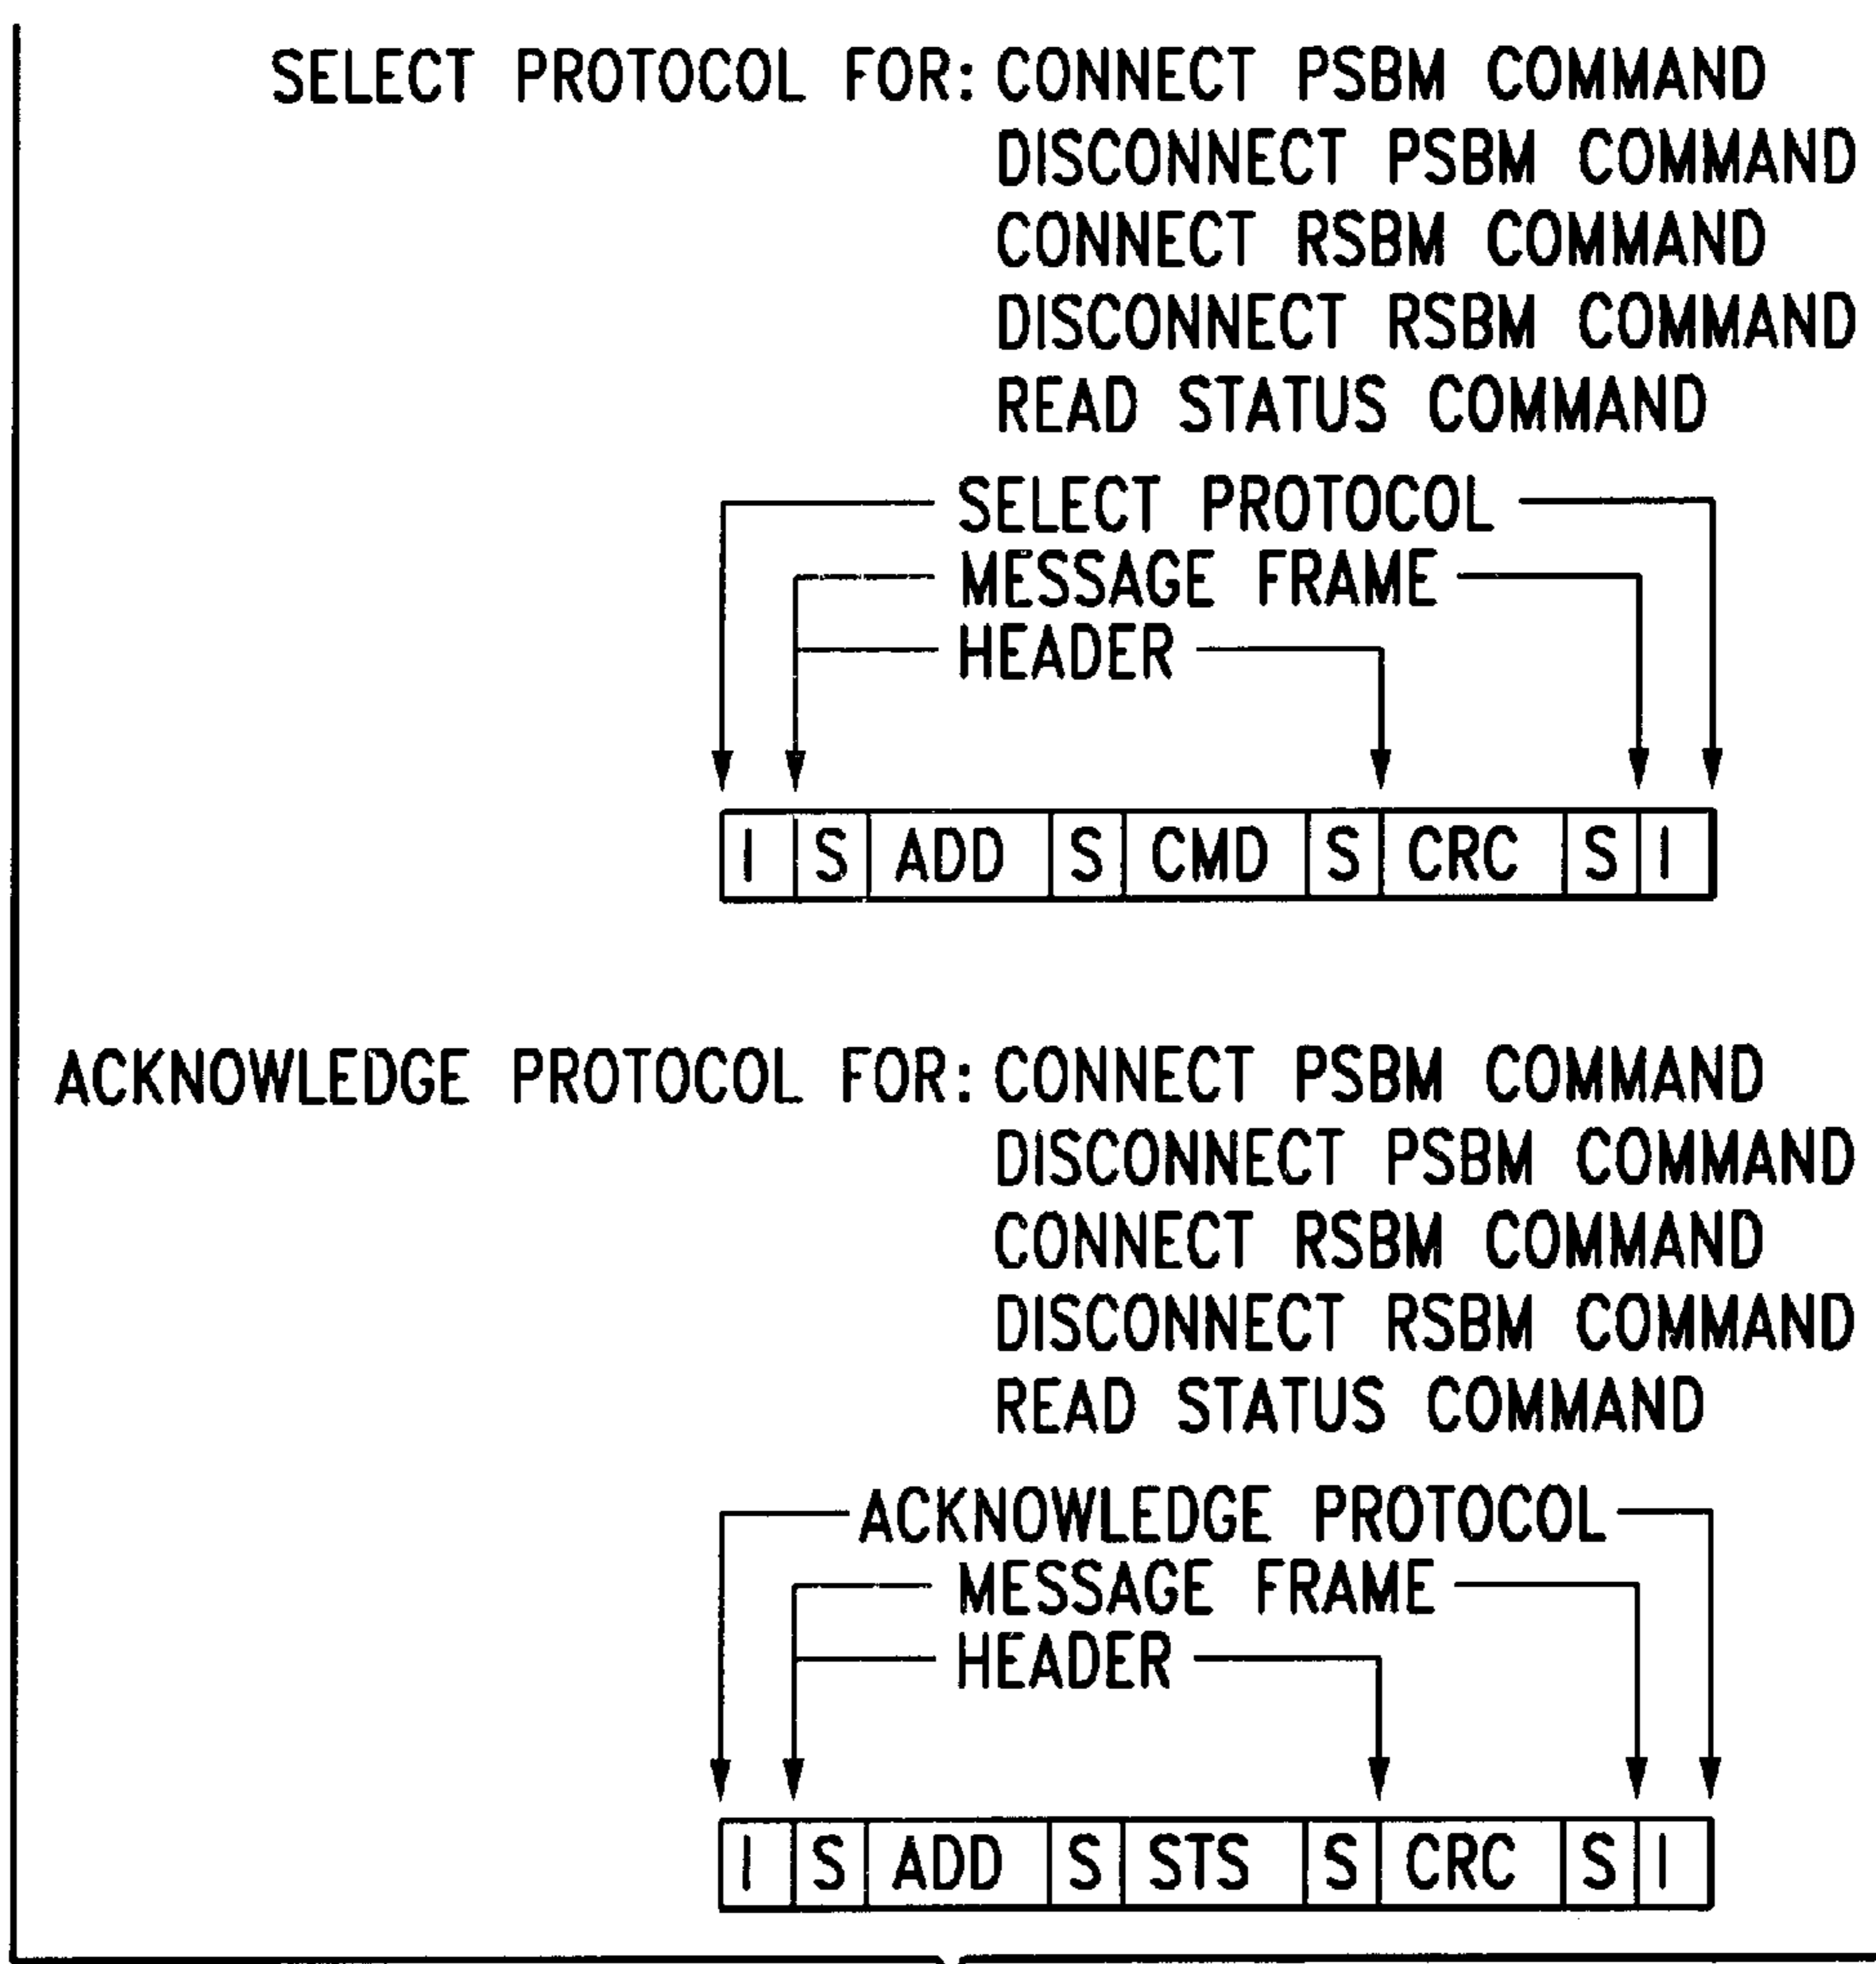 SELECT PROTOCOL FOR: CONNECT PSBM COMMAND
DISCONNECT PSBM COMMAND
CONNECT RSBM COMMAND
DISCONNECT RSBM COMMAND
READ STATUS COMMAND
SELECT PROTOCOL
MESSAGE FRAME
HEADER
I S ADD S CMD S CRC S I
ACKNOWLEDGE PROTOCOL FOR: CONNECT PSBM COMMAND
DISCONNECT PSBM COMMAND
CONNECT RSBM COMMAND
DISCONNECT RSBM COMMAND
READ STATUS COMMAND
ACKNOWLEDGE PROTOCOL
MESSAGE FRAME
HEADER
I S ADD S STS S CRC S I